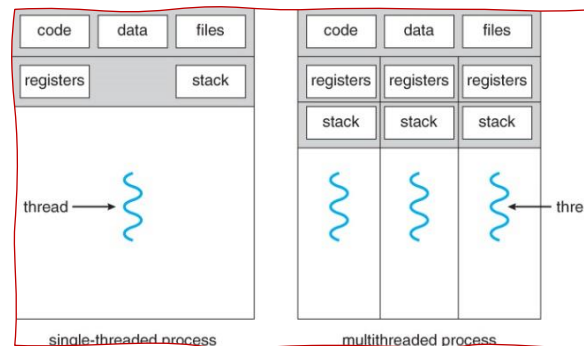 code data files
registers stack
thread
single-threaded process
code data files
registers registers registers
stack stack stack
thre
multithreaded process